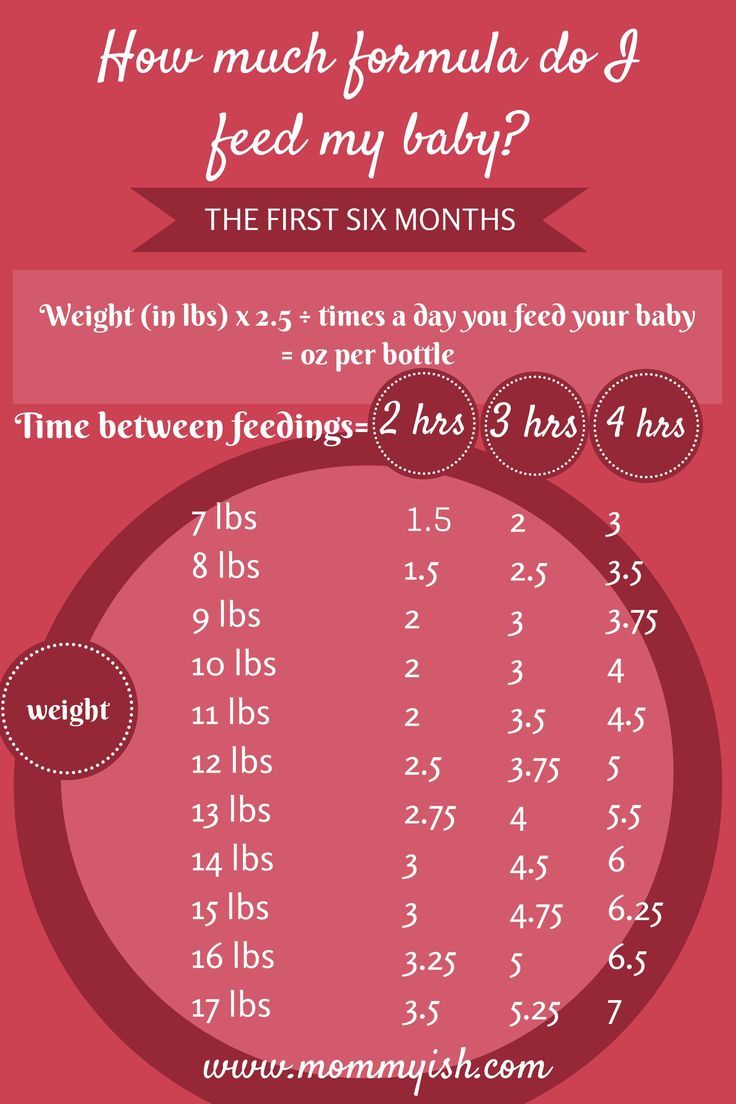 How much formula do I
feed my baby?
THE FIRST SIX MONTHS
Weight (in lbs) x 2.5 ÷ times a day you feed your baby
= oz per bottle
Time between feedings= 2 hrs 3 hrs 4 hrs
7 lbs 1.5 2 3
8 lbs 1.5 2.5 3.5
9 lbs 2 3 3.75
10 lbs 2 3 4
weight
11 lbs 2 3.5 4.5
12 lbs 2.5 3.75 5
13 lbs 2.75 4 5.5
14 lbs 3 4.5 6
15 lbs 3 4.75 6.25
16 lbs 3.25 5 6.5
17 lbs 3.5 5.25 7
www.mommyish.com